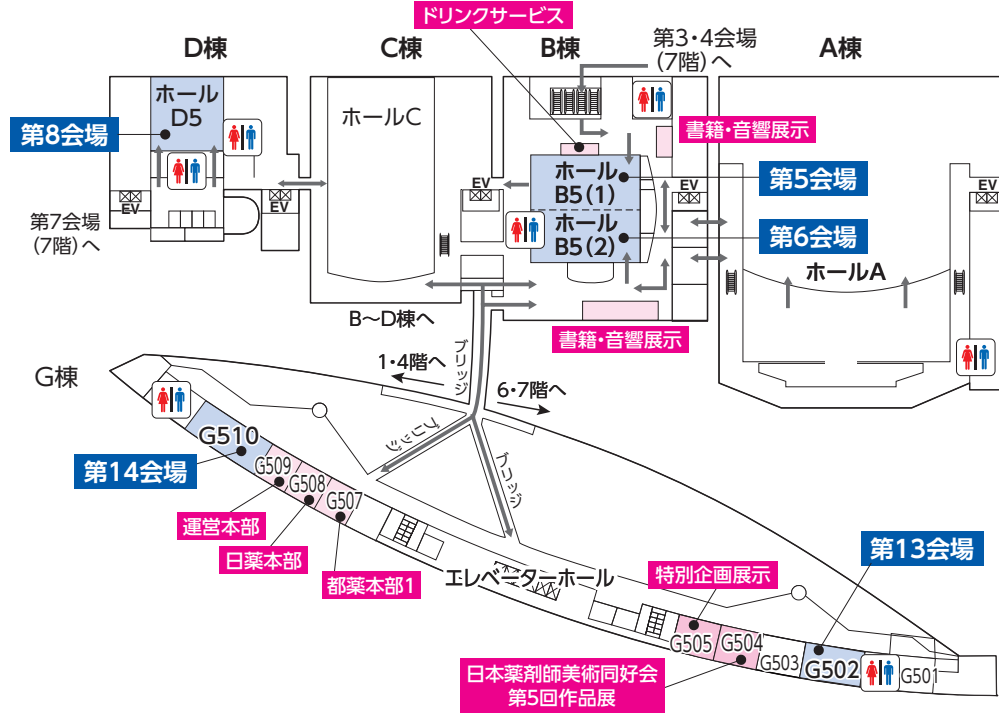 ドリンクサービス
D棟
C棟
B棟
A棟
第3・4会場
(7階)へ
ホール
D5
第8会場
ホールC
書籍・音響展示
ホール
B5(1)
第5会場
EV
EV
EV
EV
EV
EV
第7会場
(7階)へ
ホール
B5(2)
第6会場
ホールA
B〜D棟へ
書籍・音響展示
ブリッジ
1・4階へ
6・7階へ
G棟
ブリッジ
ブリッジ
G510
第14会場
G509
G508
G507
運営本部
日薬本部
都薬本部1
エレベーターホール
特別企画展示
第13会場
G505
G504
G503
G502
G501
日本薬剤師美術同好会
第5回作品展